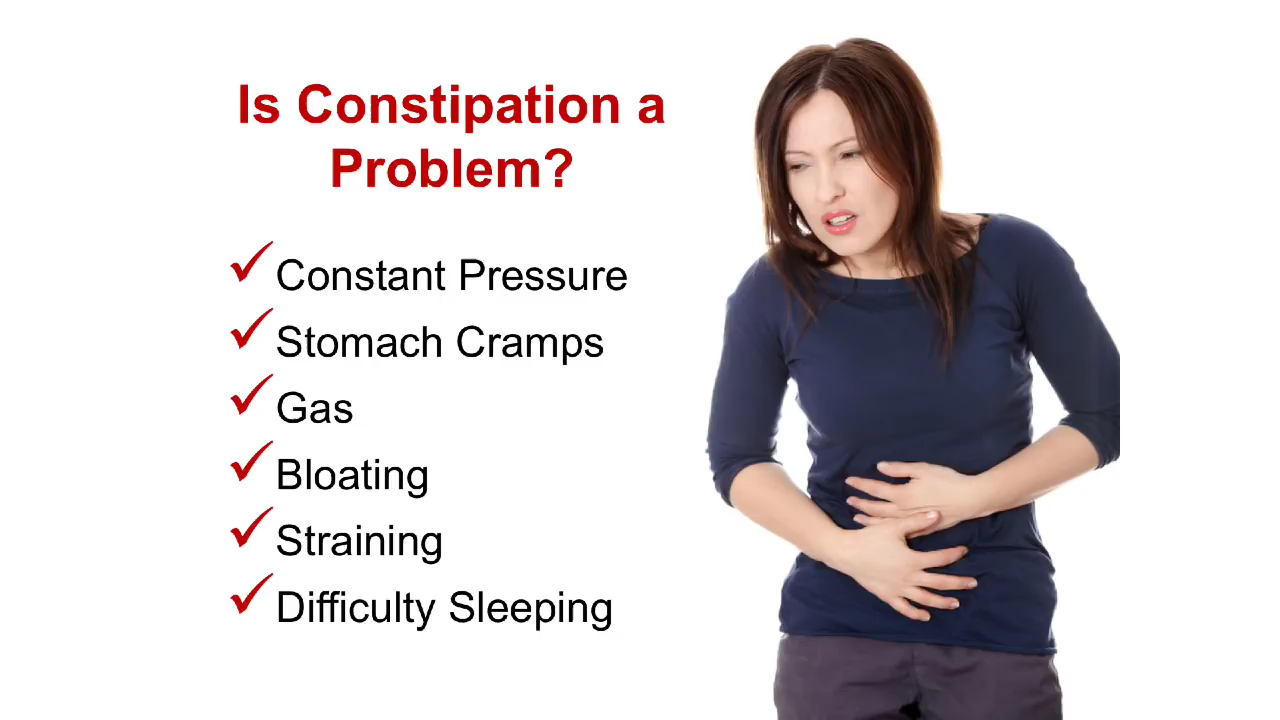 Is Constipation a
Problem?
Constant Pressure
Stomach Cramps
Gas
Bloating
Straining
Difficulty Sleeping